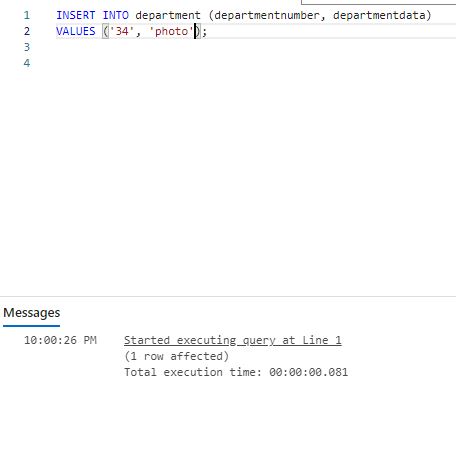 1 INSERT INTO department (departmentnumber, departmentdata)
2 VALUES ('34', 'photo');
3
4
Messages
10:00:26 PM Started executing query at Line 1
(1 row affected)
Total execution time: 00:00:00.081